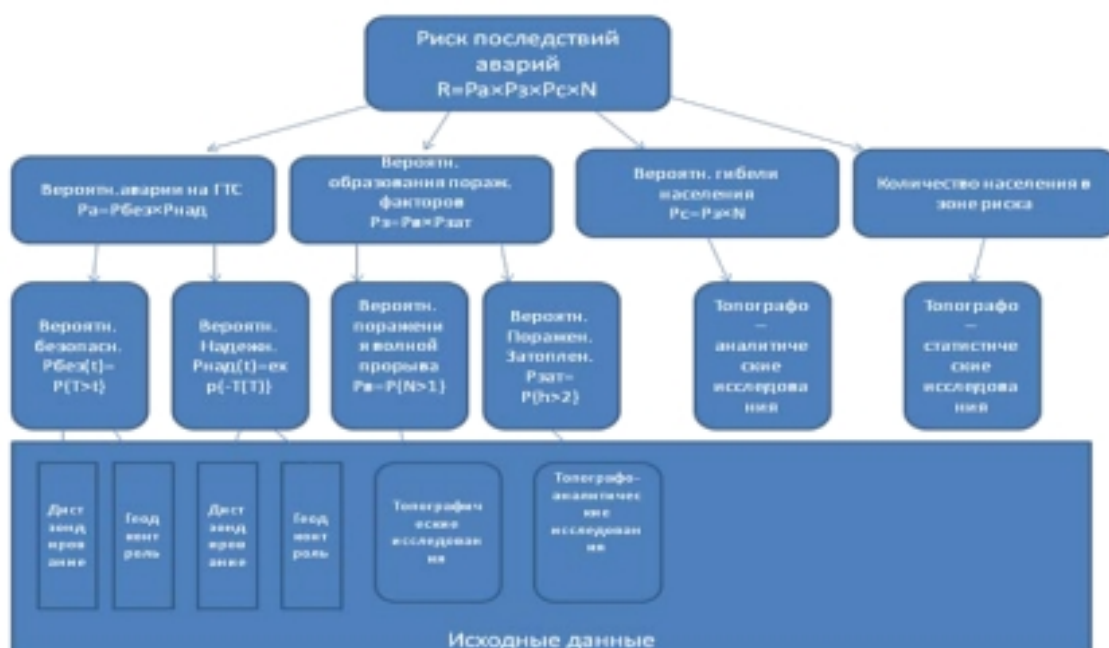 Риск последствий
аварий
R=Pа×Pз×Pс×N
Вероятн.аварии на ГТС
Pа=Pбез×Pнад
Вероятн.
образования пораж.
факторов
Pз=Pв×Pзат
Вероятн. гибели
населения
Pс=Pз×N
Количество населения в
зоне риска
Вероятн.
безопасн.
Pбез(t)=
P{T>t}
Вероятн.
Надежн.
Pнад(t)=ex
p{-T(T)}
Вероятн.
поражени
я волной
прорыва
Pв=P{N>1}
Вероятн.
Поражен.
Затоплен.
Pзат=
P{h>2}
Топографо
–
аналитиче
ские
исследова
ния
Топографо
–
статистиче
ские
исследова
ния
Дист
зонд
иров
ание
Геод
конт
роль
Дист
зонд
иров
ание
Геод
конт
роль
Топографич
еские
исследован
ия
Топографо-
аналитичес
кие
исследован
ия
Исходные данные